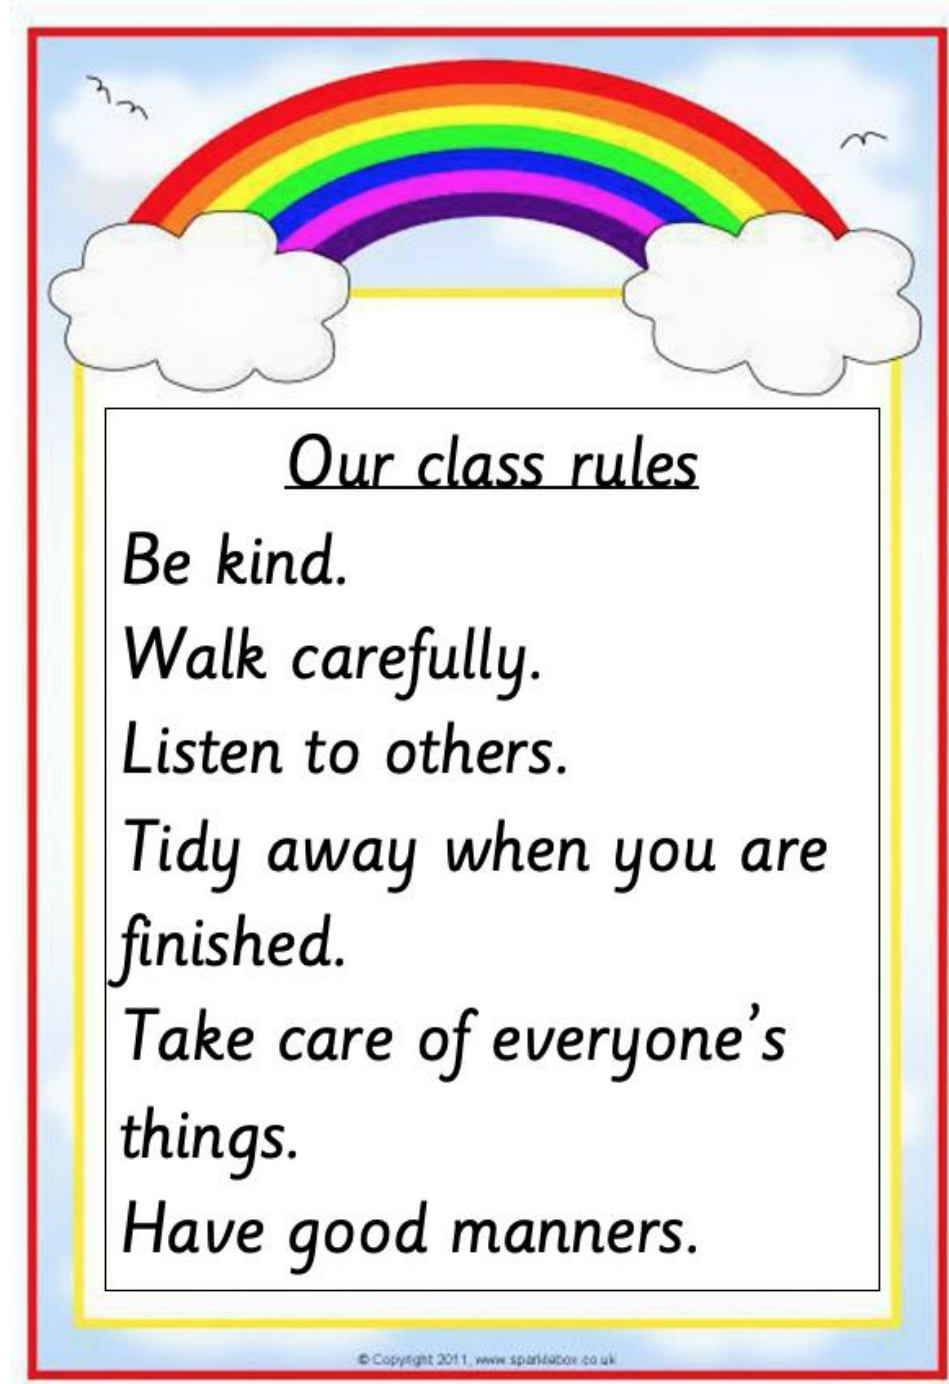 Our class rules
Be kind.
Walk carefully.
Listen to others.
Tidy away when you are
finished.
Take care of everyone’s
things.
Have good manners.
© Copyright 2011, www.sparklebox.co.uk